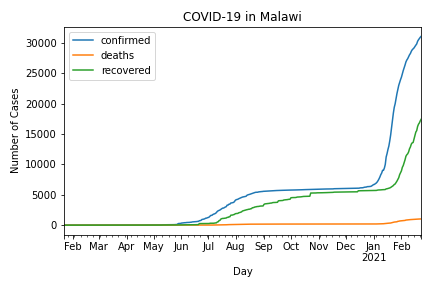 COVID-19 in Malawi
confirmed
deaths
recovered
Number of Cases
30000
25000
20000
15000
10000
5000
0
Feb Mar Apr May Jun Jul Aug Sep Oct Nov Dec Jan Feb
2021
Day